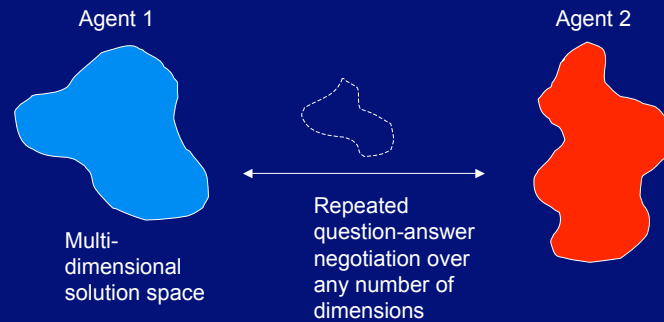 Agent 1
Agent 2
Multi-
dimensional
solution space
Repeated
question-answer
negotiation over
any number of
dimensions